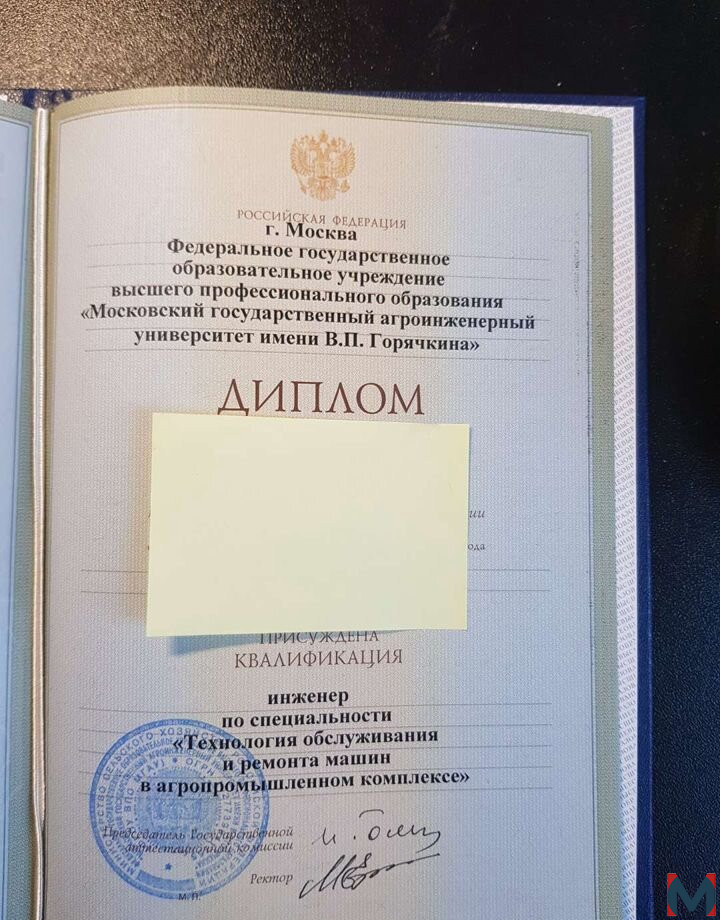 РОССИЙСКАЯ ФЕДЕРАЦИЯ
г. Москва
Федеральное государственное
образовательное учреждение
высшего профессионального образования
«Московский государственный агроинженерный
университет имени В.П. Горячкина»
ДИПЛОМ
ПРИСУЖДЕНА
КВАЛИФИКАЦИЯ
инженер
по специальности
«Технология обслуживания
и ремонта машин
в агропромышленном комплексе»
Председатель Государственной
аттестационной комиссии
Ректор
М.П.
M